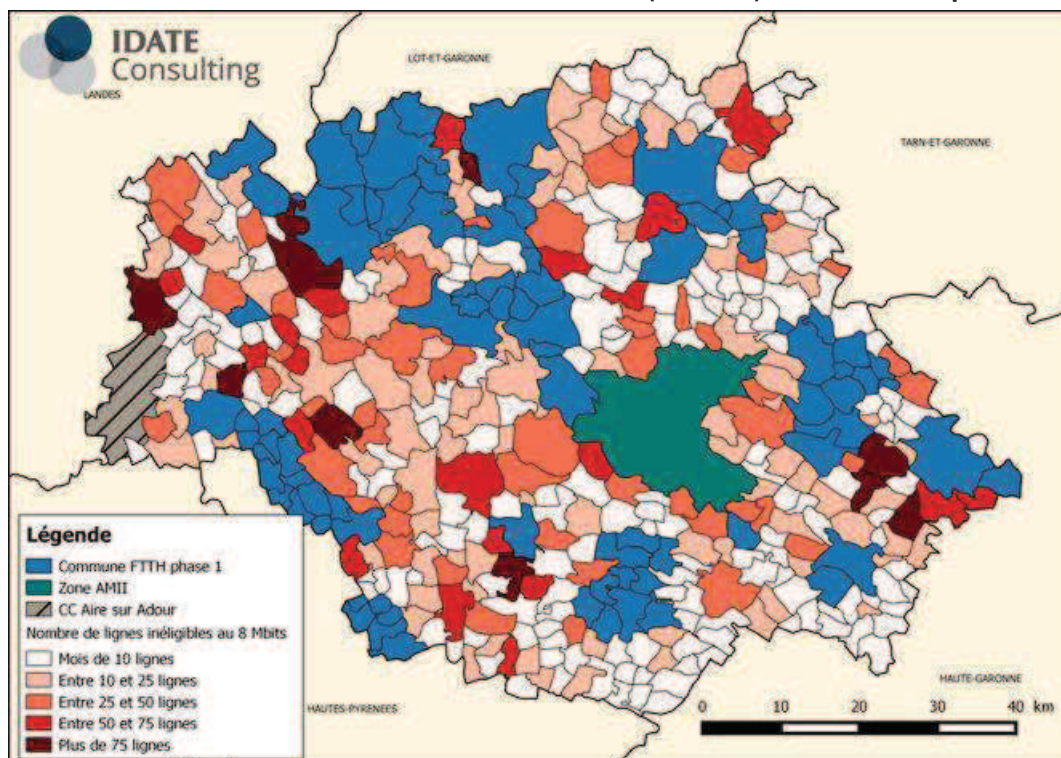 IDATE
Consulting
LOT-ET-GARONNE
LANDES
TARN-ET-GARONNE
Légende
Commune FTTH phase 1
Zone AMII
CC Aire sur Adour
Nombre de lignes inéligibles au 8 Mbits
Mois de 10 lignes
Entre 10 et 25 lignes
Entre 25 et 50 lignes
Entre 50 et 75 lignes
Plus de 75 lignes
HAUTES-PYRENEES
HAUTE-GARONNE
0 10 20 30 40 km